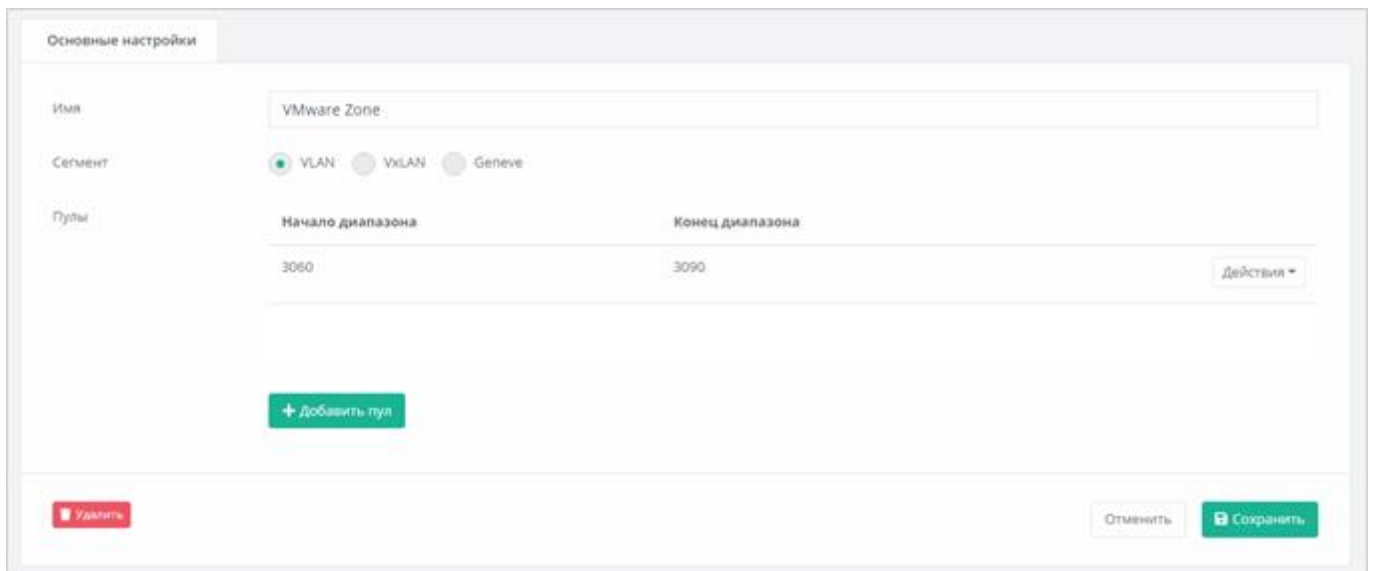 Основные настройки
Имя VMware Zone
Сегмент VLAN VxLAN Geneve
Пулы Начало диапазона Конец диапазона
3060 3090 Действия
Добавить пул
Удалить Отменить Сохранить